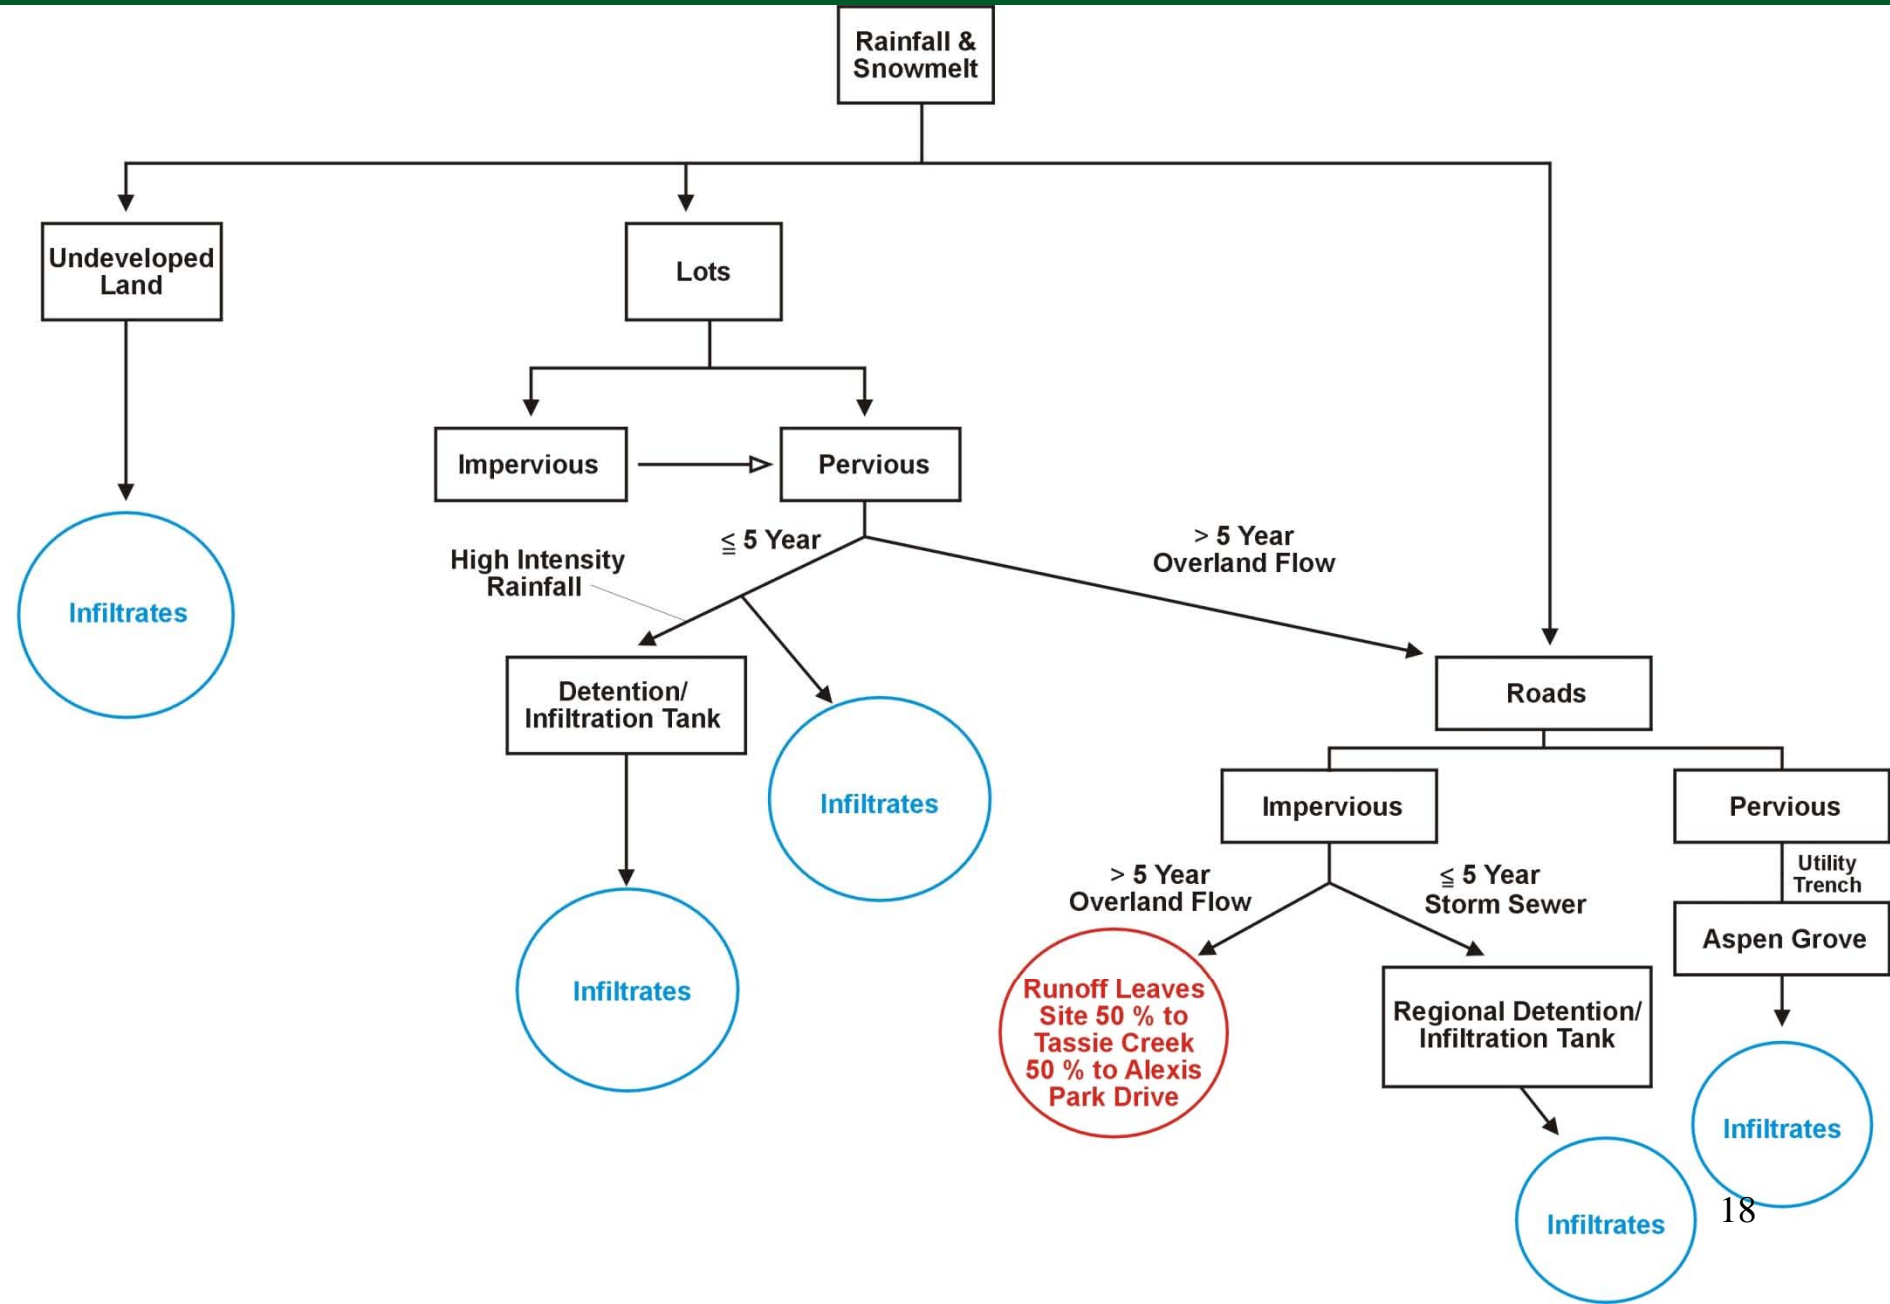 Rainfall &
Snowmelt
Undeveloped
Land
Lots
Impervious
Pervious
≦ 5 Year
> 5 Year
Overland Flow
High Intensity
Rainfall
Infiltrates
Detention/
Infiltration Tank
Roads
Infiltrates
Impervious
Pervious
> 5 Year
Overland Flow
≦ 5 Year
Storm Sewer
Utility
Trench
Aspen Grove
Infiltrates
Runoff Leaves
Site 50 % to
Tassie Creek
50 % to Alexis
Park Drive
Regional Detention/
Infiltration Tank
Infiltrates
Infiltrates
18